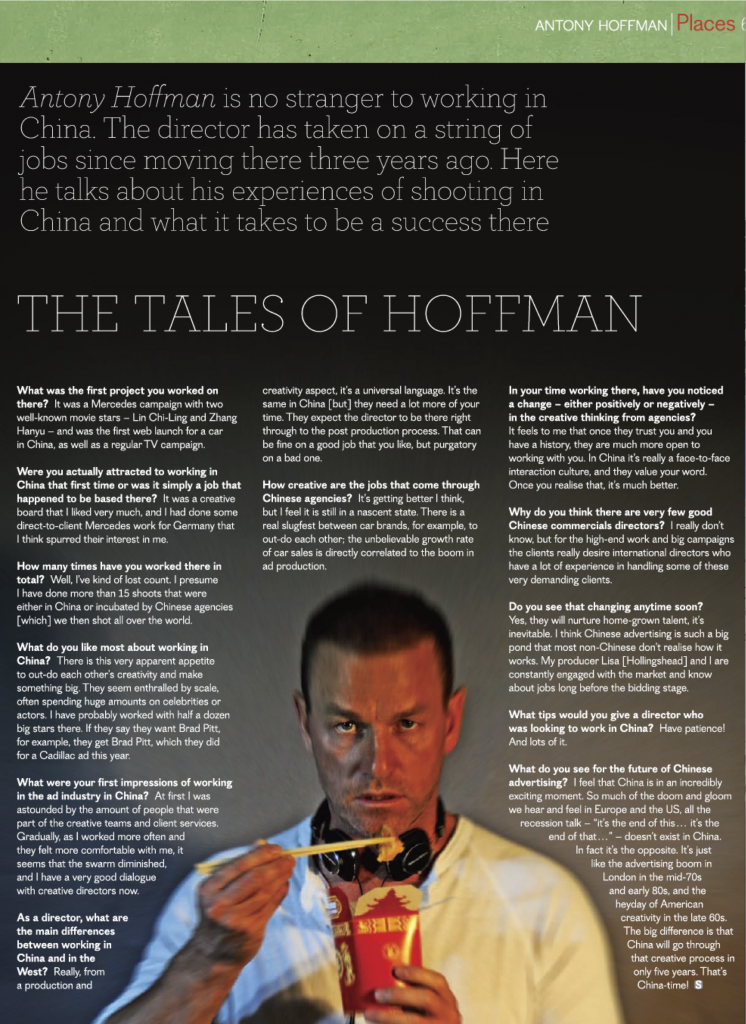 ANTONY HOFFMAN | Places 6
Antony Hoffman is no stranger to working in
China. The director has taken on a string of
jobs since moving there three years ago. Here
he talks about his experiences of shooting in
China and what it takes to be a success there
THE TALES OF HOFFMAN
What was the first project you worked on
there? It was a Mercedes campaign with two
well-known movie stars – Lin Chi-Ling and Zhang
Hanyu – and was the first web launch for a car
in China, as well as a regular TV campaign.
Were you actually attracted to working in
China that first time or was it simply a job that
happened to be based there? It was a creative
board that I liked very much, and I had done some
direct-to-client Mercedes work for Germany that
I think spurred their interest in me.
How many times have you worked there in
total? Well, I've kind of lost count. I presume
I have done more than 15 shoots that were
either in China or incubated by Chinese agencies
[which] we then shot all over the world.
What do you like most about working in
China? There is this very apparent appetite
to out-do each other's creativity and make
something big. They seem enthralled by scale,
often spending huge amounts on celebrities or
actors. I have probably worked with half a dozen
big stars there. If they say they want Brad Pitt,
for example, they get Brad Pitt, which they did
for a Cadillac ad this year.
What were your first impressions of working
in the ad industry in China? At first I was
astounded by the amount of people that were
part of the creative teams and client services.
Gradually, as I worked more often and
they felt more comfortable with me, it
seems that the swarm diminished,
and I have a very good dialogue
with creative directors now.
As a director, what are
the main differences
between working in
China and in the
West? Really, from
a production and
creativity aspect, it's a universal language. It's the
same in China [but] they need a lot more of your
time. They expect the director to be there right
through to the post production process. That can
be fine on a good job that you like, but purgatory
on a bad one.
How creative are the jobs that come through
Chinese agencies? It's getting better I think,
but I feel it is still in a nascent state. There is a
real slugfest between car brands, for example, to
out-do each other; the unbelievable growth rate
of car sales is directly correlated to the boom in
ad production.
In your time working there, have you noticed
a change – either positively or negatively –
in the creative thinking from agencies?
It feels to me that once they trust you and you
have a history, they are much more open to
working with you. In China it's really a face-to-face
interaction culture, and they value your word.
Once you realise that, it's much better.
Why do you think there are very few good
Chinese commercials directors? I really don't
know, but for the high-end work and big campaigns
the clients really desire international directors who
have a lot of experience in handling some of these
very demanding clients.
Do you see that changing anytime soon?
Yes, they will nurture home-grown talent, it's
inevitable. I think Chinese advertising is such a big
pond that most non-Chinese don't realise how it
works. My producer Lisa [Hollingshead] and I are
constantly engaged with the market and know
about jobs long before the bidding stage.
What tips would you give a director who
was looking to work in China? Have patience!
And lots of it.
What do you see for the future of Chinese
advertising? I feel that China is in an incredibly
exciting moment. So much of the doom and gloom
we hear and feel in Europe and the US, all the
recession talk – “it's the end of this… it's the
end of that…” – doesn't exist in China.
In fact it's the opposite. It's just
like the advertising boom in
London in the mid-70s
and early 80s, and the
heyday of American
creativity in the late 60s.
The big difference is that
China will go through
that creative process in
only five years. That's
China-time! S